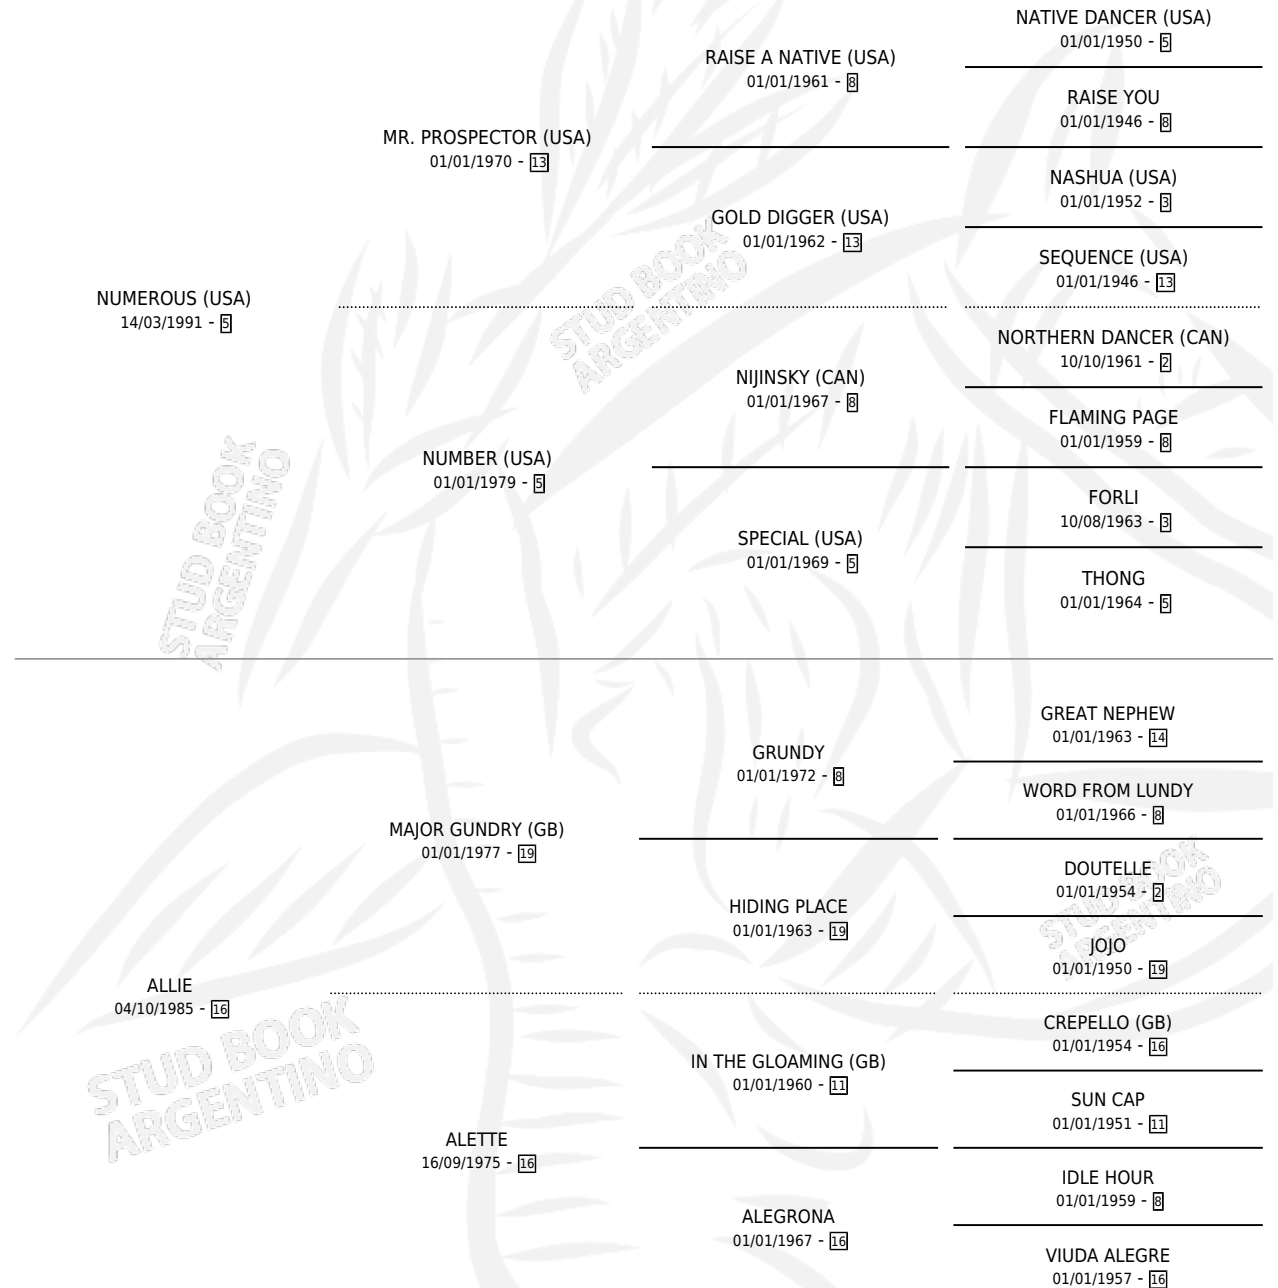 NATIVE DANCER (USA)
01/01/1950 - 5
RAISE A NATIVE (USA)
01/01/1961 - 8
RAISE YOU
01/01/1946 - 8
MR. PROSPECTOR (USA)
01/01/1970 - 13
NASHUA (USA)
01/01/1952 - 3
GOLD DIGGER (USA)
01/01/1962 - 13
SEQUENCE (USA)
01/01/1946 - 13
NUMEROUS (USA)
14/03/1991 - 5
NORTHERN DANCER (CAN)
10/10/1961 - 2
NIJINSKY (CAN)
01/01/1967 - 8
FLAMING PAGE
01/01/1959 - 8
NUMBER (USA)
01/01/1979 - 5
FORLI
10/08/1963 - 3
SPECIAL (USA)
01/01/1969 - 5
THONG
01/01/1964 - 5
GREAT NEPHEW
01/01/1963 - 14
GRUNDY
01/01/1972 - 8
WORD FROM LUNDY
01/01/1966 - 8
MAJOR GUNDRY (GB)
01/01/1977 - 19
DOUTELLE
01/01/1954 - 2
HIDING PLACE
01/01/1963 - 19
JOJO
01/01/1950 - 19
ALLIE
04/10/1985 - 16
CREPELLO (GB)
01/01/1954 - 16
IN THE GLOAMING (GB)
01/01/1960 - 11
SUN CAP
01/01/1951 - 11
ALETTE
16/09/1975 - 16
IDLE HOUR
01/01/1959 - 8
ALEGRONA
01/01/1967 - 16
VIUDA ALEGRE
01/01/1957 - 16
STUD BOOK
ARGENTINO
STUD BOOK
ARGENTINO
STUD BOOK
ARGENTINO
STUD BOOK
ARGENTINO